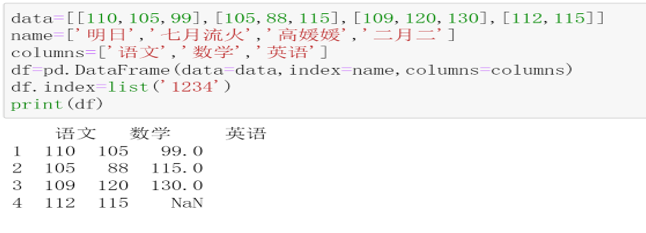 data=[[110,105,99],[105,88,115],[109,120,130],[112,115]]
name=['明日','七月流火','高媛媛','二月二']
columns=['语文','数学','英语']
df=pd.DataFrame(data=data,index=name,columns=columns)
df.index=list('1234')
print(df)
语文 数学 英语
1 110 105 99.0
2 105 88 115.0
3 109 120 130.0
4 112 115 NaN